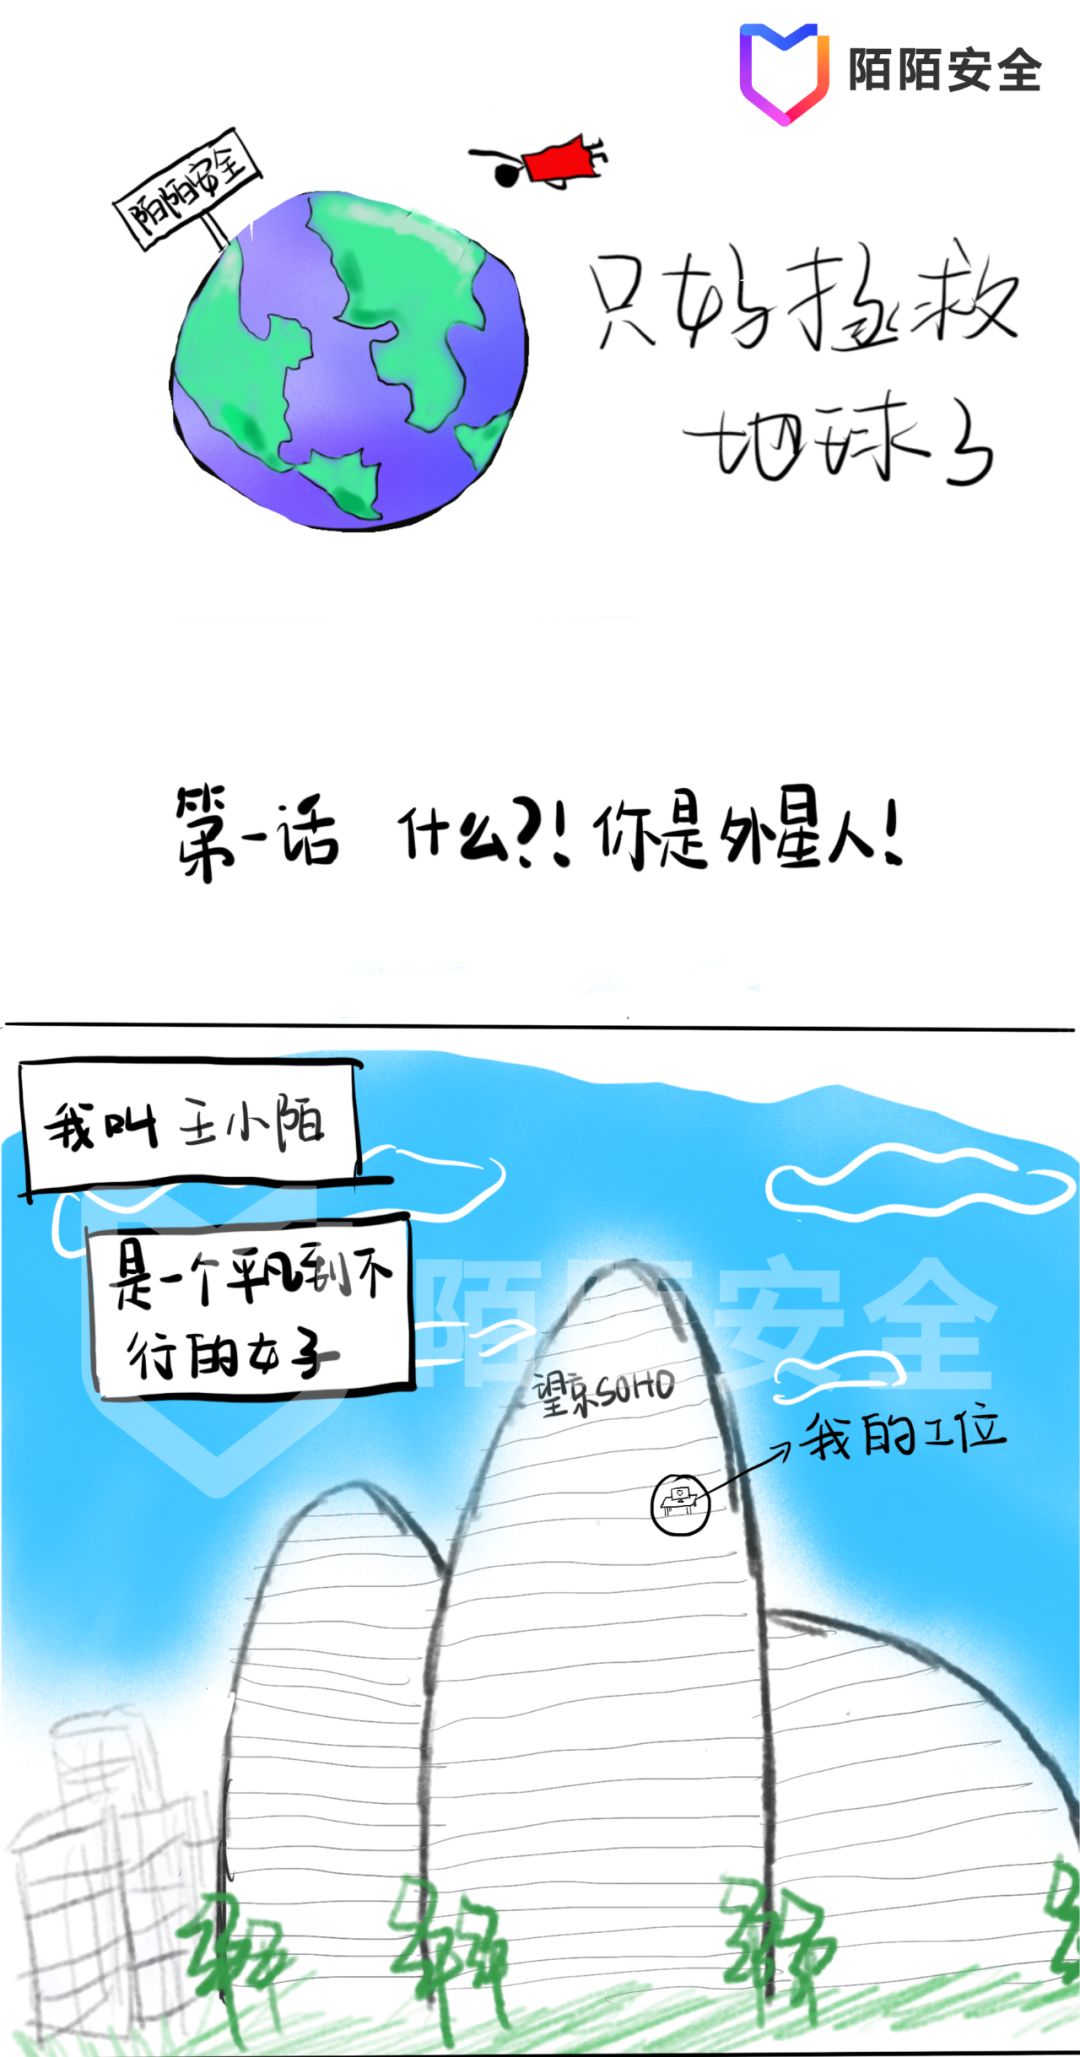 陌陌安全
陌陌安全
只好拯救
地球了
第一话 什么?!你是外星人!
我叫王小陌
是一个平凡到不
行的女子
陌陌安全
望京SOHO
我的工位